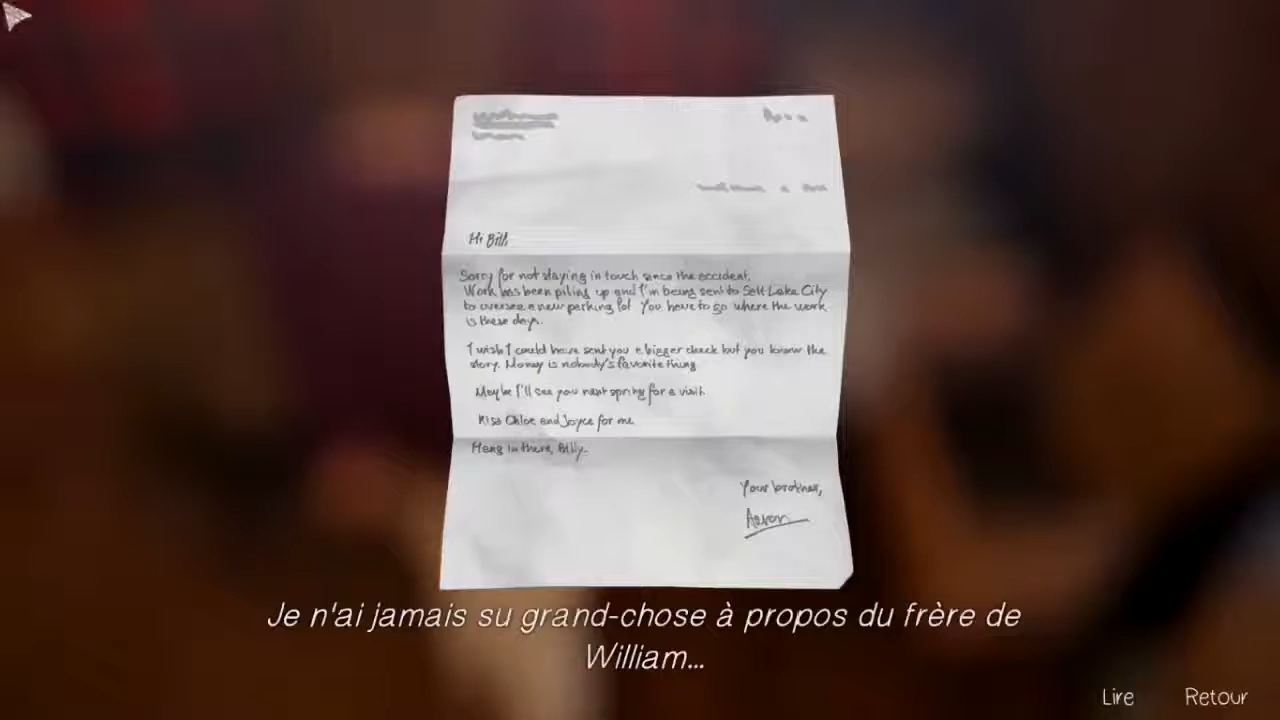 Hi Bill,
Sorry for not staying in touch since the accident.
Work has been piling up and I'm being sent to Salt Lake City
to oversee a new parking lot. You have to go where the work
is these days.
I wish I could have sent you a bigger check but you know the
story. Money is nobody's favorite thing.
Maybe I'll see you next spring for a visit.
Kiss Chloe and Joyce for me.
Hang in there, Billy.
Your brother,
Aaron
Je n'ai jamais su grand-chose à propos du frère de
William...
Lire Retour